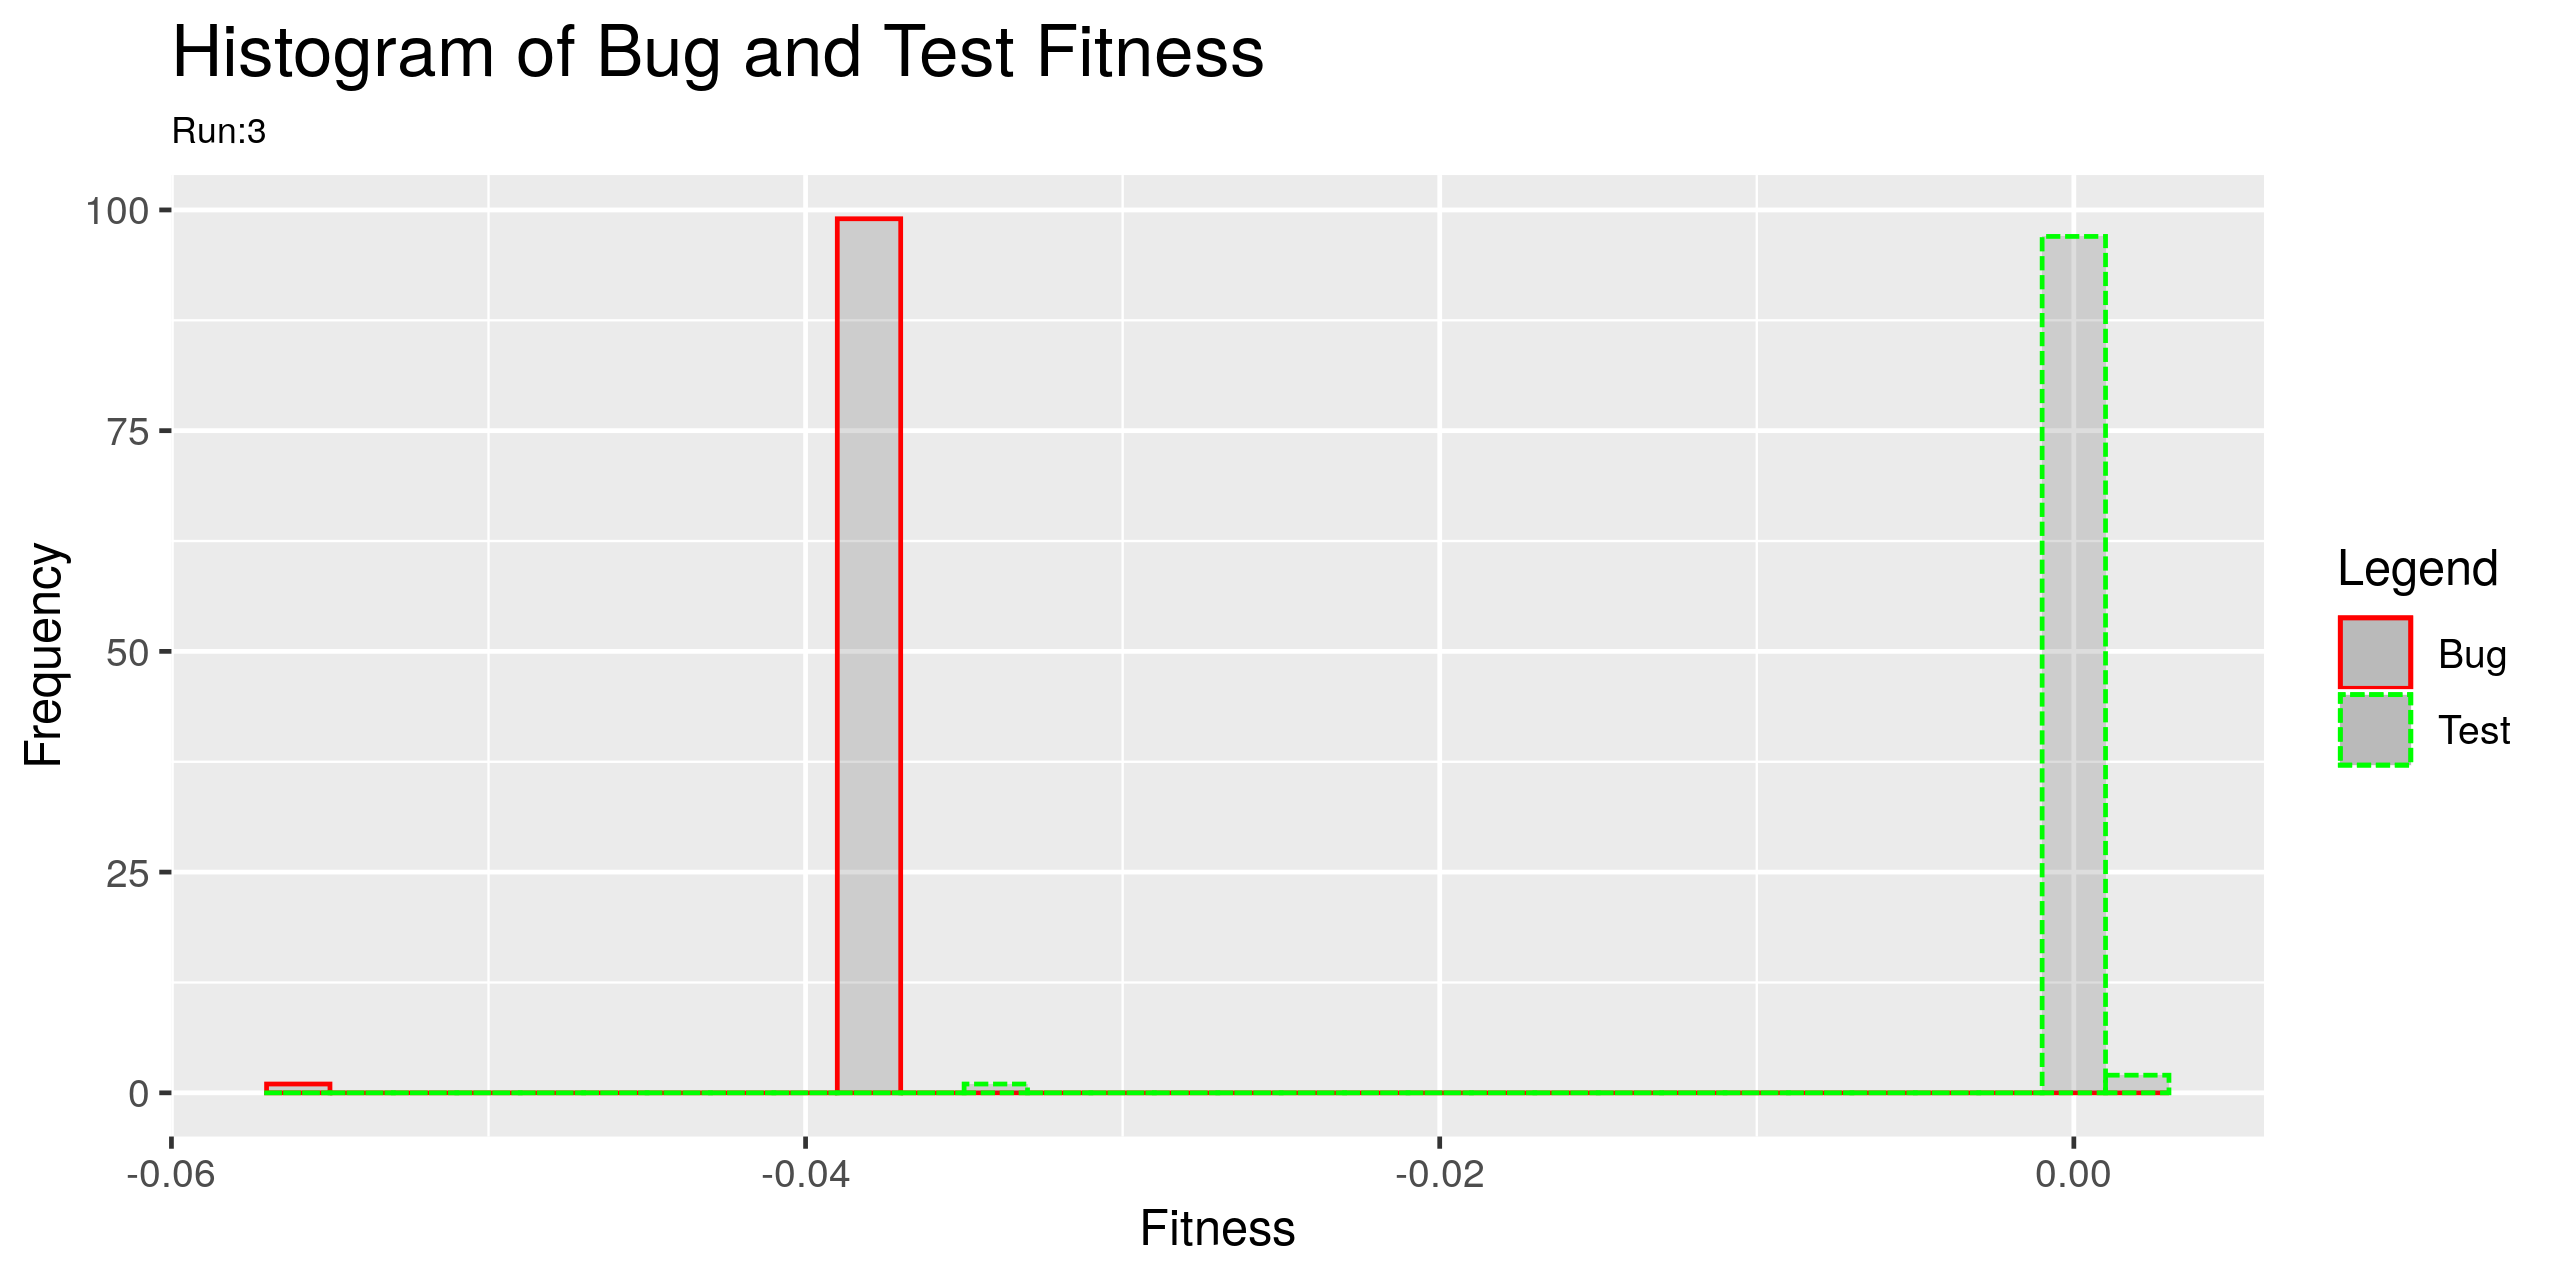 Histogram of Bug and Test Fitness
Run:3
Frequency
100
75
50
25
0
-0.06
-0.04
-0.02
0.00
Fitness
Legend
Bug
Test